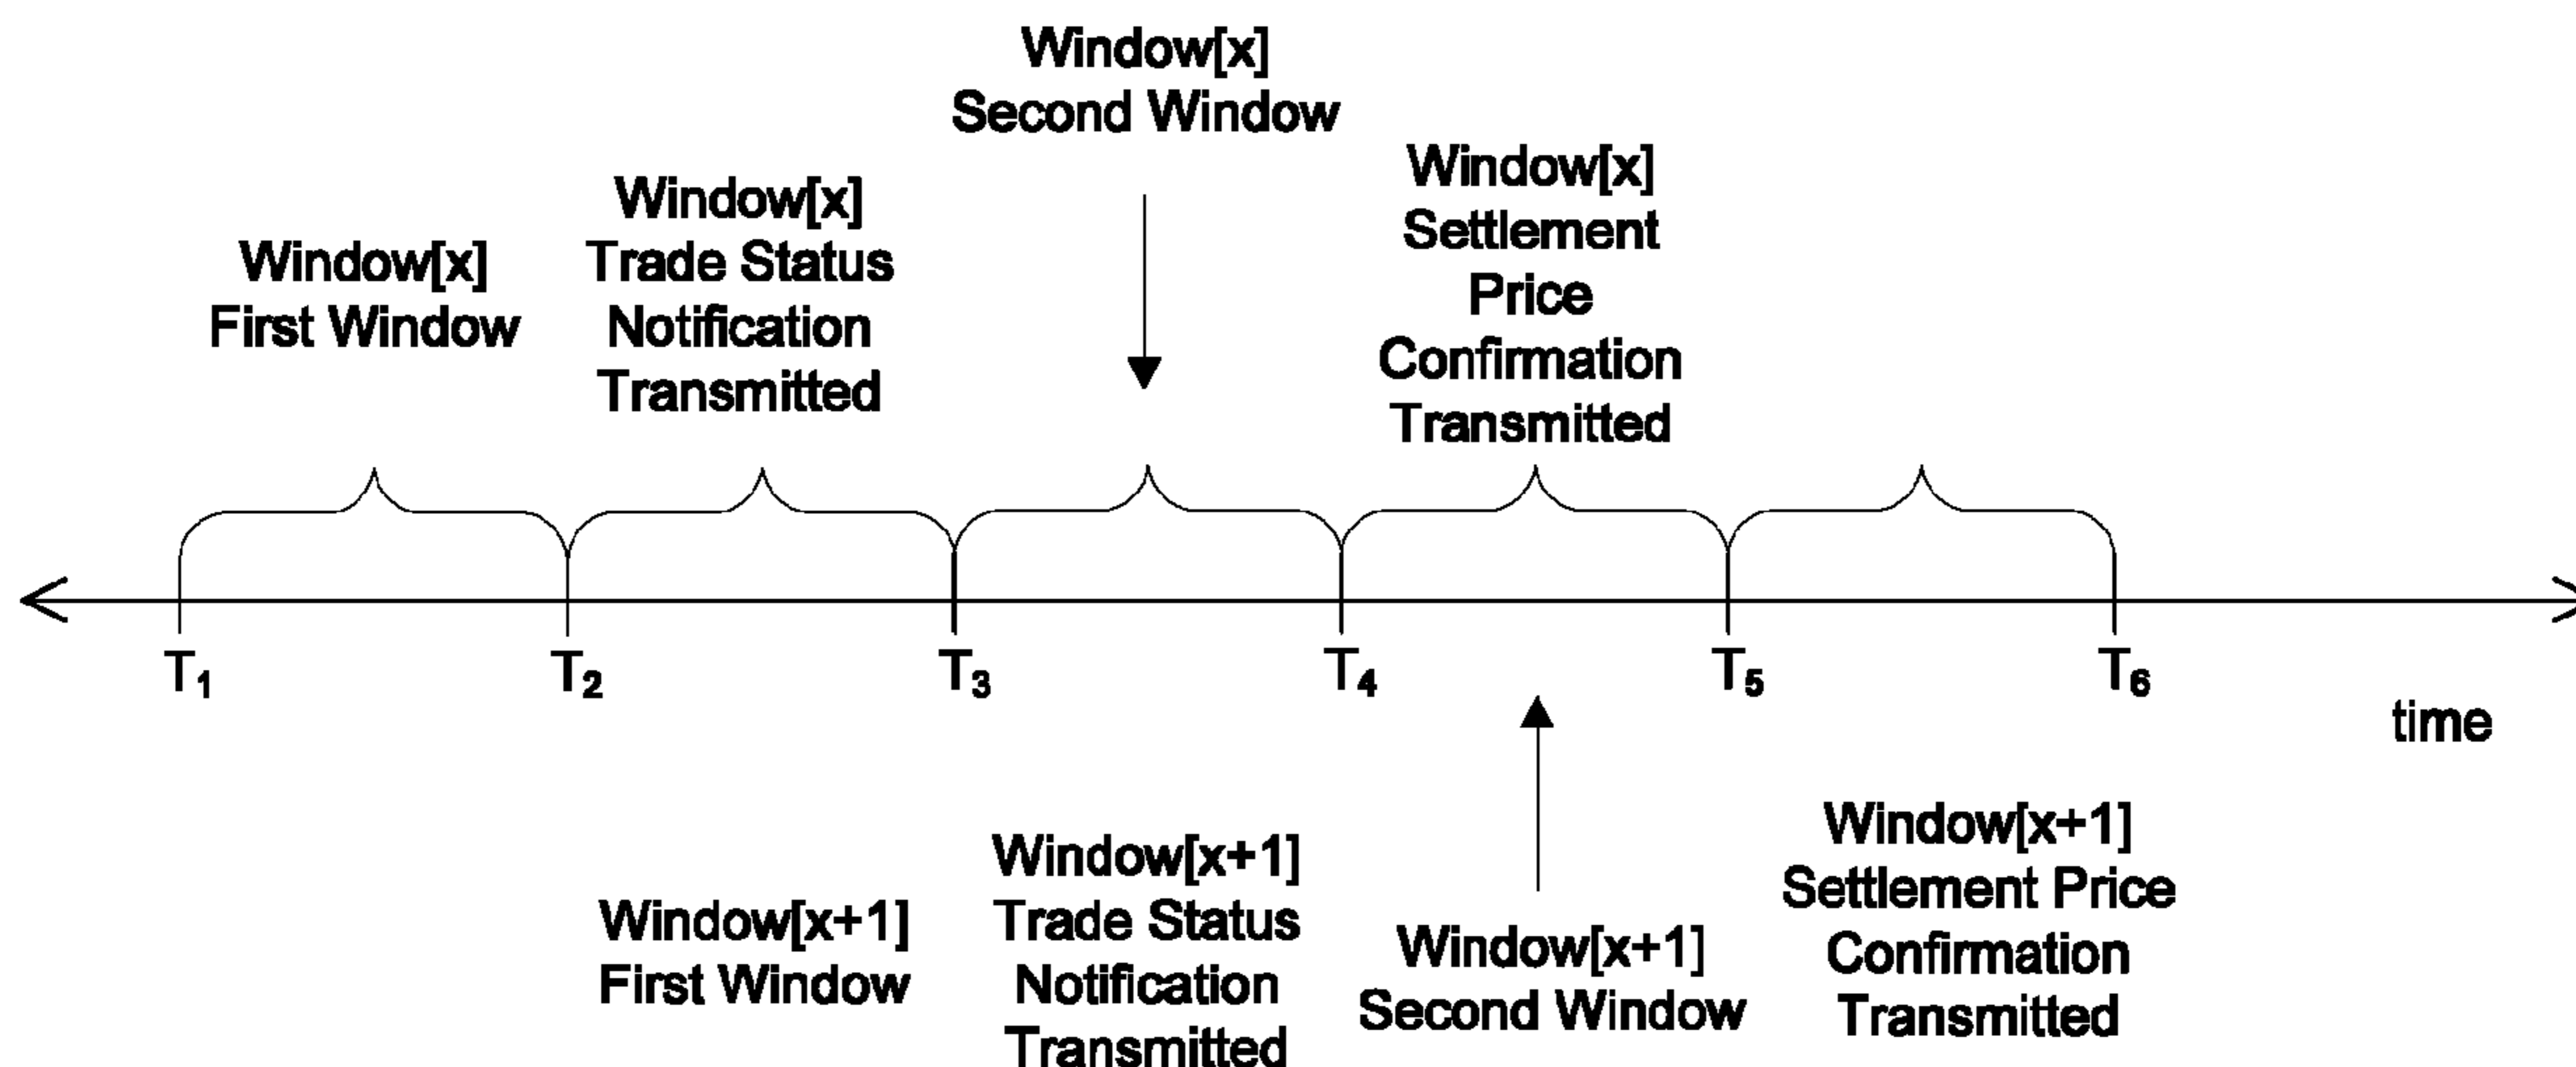 Window[x]
Second Window
Window[x]
Settlement
Price
Confirmation
Transmitted
Window[x]
Trade Status
Notification
Transmitted
Window[x]
First Window
T1
T2
T3
T4
T5
T6
time
Window[x+1]
First Window
Window[x+1]
Trade Status
Notification
Transmitted
Window[x+1]
Second Window
Window[x+1]
Settlement Price
Confirmation
Transmitted